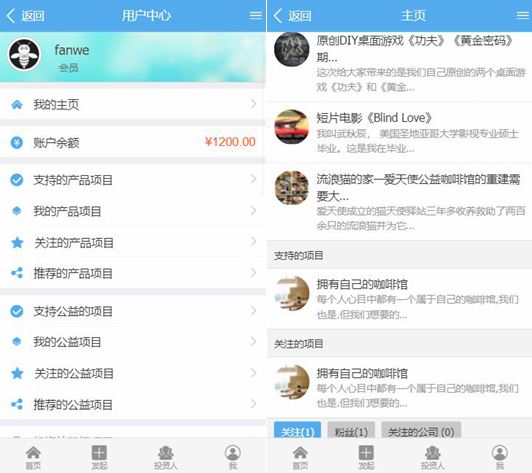 返回
用户中心
fanwe
会员
我的主页
账户余额
¥1200.00
支持的产品项目
我的产品项目
关注的产品项目
推荐的产品项目
支持公益的项目
我的公益项目
关注的公益项目
推荐的公益项目
首页
发起
投资人
我
返回
主页
原创DIY桌面游戏《功夫》《黄金密码》
期...
这次给大家带来的是我们自己原创的两个桌面游
戏《功夫》和《黄金...
短片电影《Blind Love》
我叫武秋辰， 美国圣地亚哥大学影视专业硕士
毕业。这是我在毕业...
流浪猫的家—爱天使公益咖啡馆的重建需
要大...
爱天使成立的猫天使驿站三年多收养救助了两百
余只的流浪猫并为它...
支持的项目
拥有自己的咖啡馆
每个人心目中都有一个属于自己的咖啡馆,我们
也是.但我们想要的...
关注的项目
拥有自己的咖啡馆
每个人心目中都有一个属于自己的咖啡馆,我们
也是.但我们想要的...
关注(1)
粉丝(1)
关注的公司 (0)
首页
发起
投资人
我